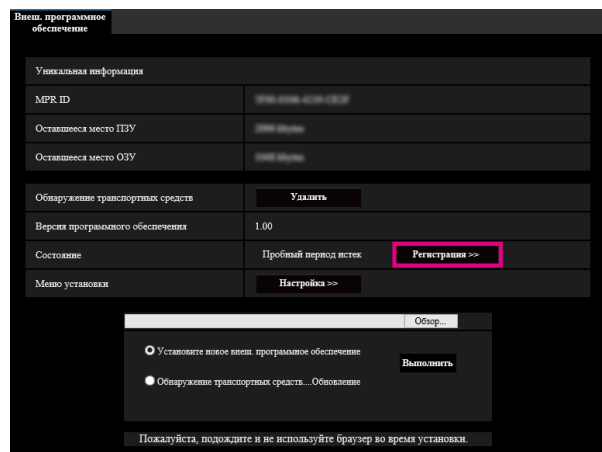 Внеш. программное
обеспечение
Уникальная информация
MPR ID
Оставшееся место ПЗУ
Оставшееся место ОЗУ
Обнаружение транспортных средств Удалить
Версия программного обеспечения 1.00
Состояние Пробный период истек Регистрация >>
Меню установки Настройка >>
Обзор...
Установите новое внеш. программное обеспечение
Выполнить
Обнаружение транспортных средств....Обновление
Пожалуйста, подождите и не используйте браузер во время установки.